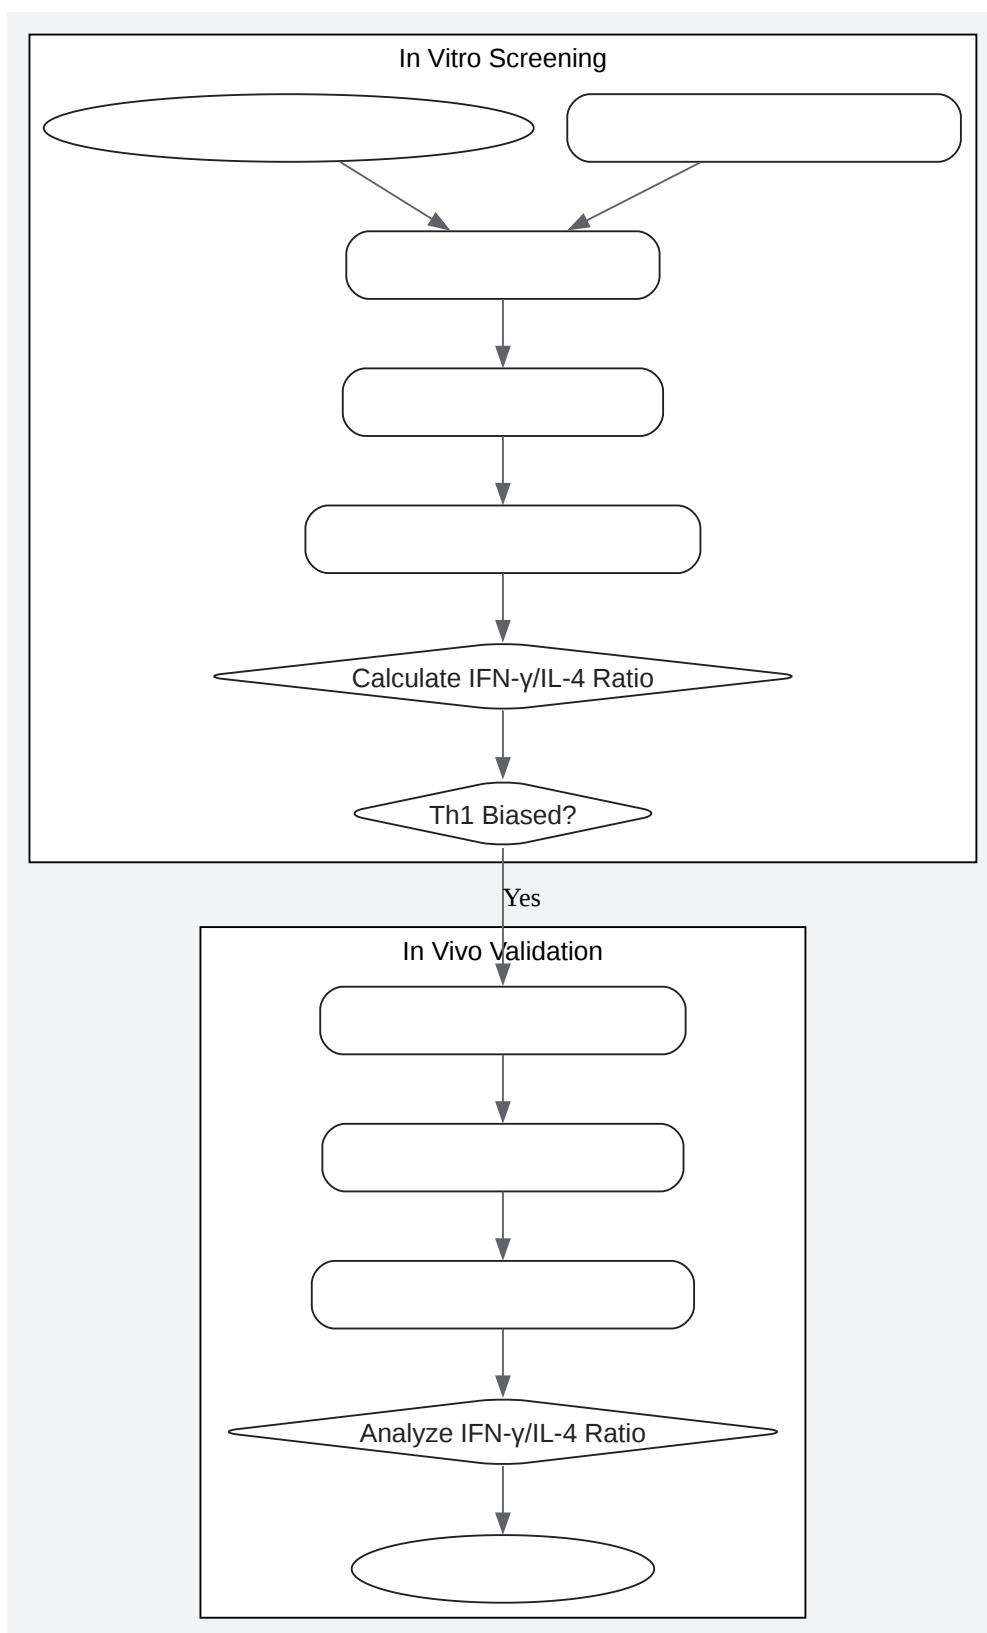 In Vitro Screening
Calculate IFN-γ/IL-4 Ratio
Th1 Biased?
Yes
In Vivo Validation
Analyze IFN-γ/IL-4 Ratio